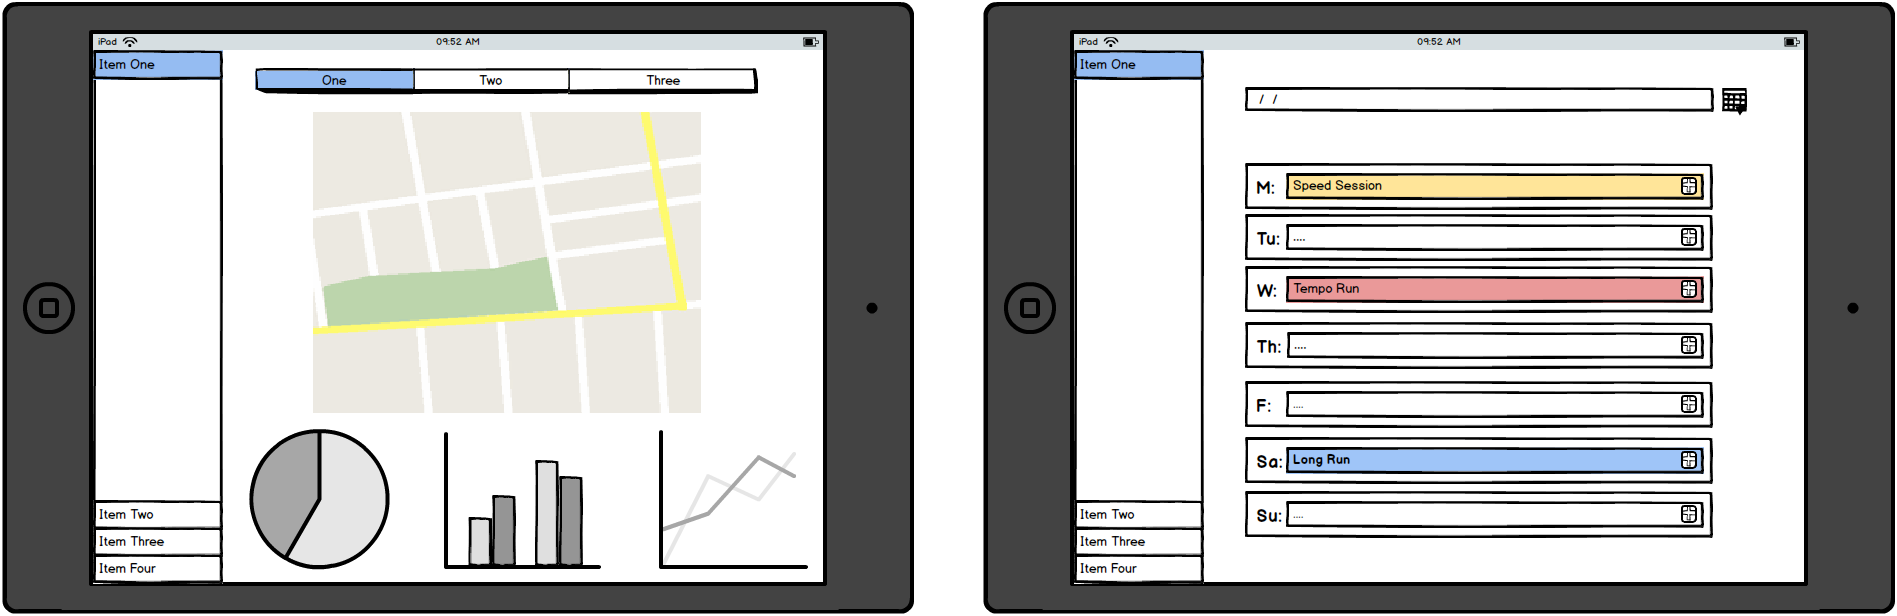 iPad 09:52 AM
Item One
One Two Three
Item Two
Item Three
Item Four
iPad 09:52 AM
Item One
/ /
M: Speed Session
Tu: ....
W: Tempo Run
Th: ....
F: ....
Sa: Long Run
Su: ....
Item Two
Item Three
Item Four